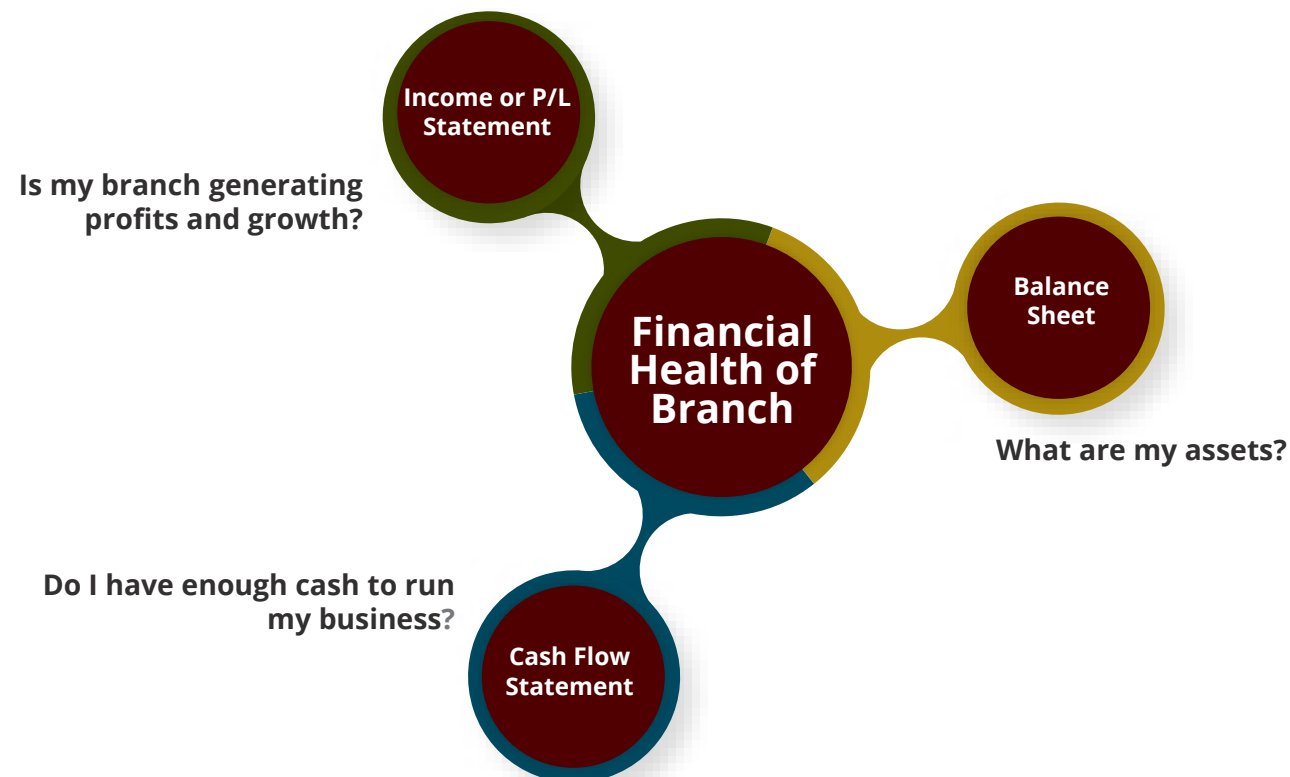 Income or P/L
Statement
Is my branch generating
profits and growth?
Balance
Sheet
Financial
Health of
Branch
What are my assets?
Do I have enough cash to run
my business?
Cash Flow
Statement